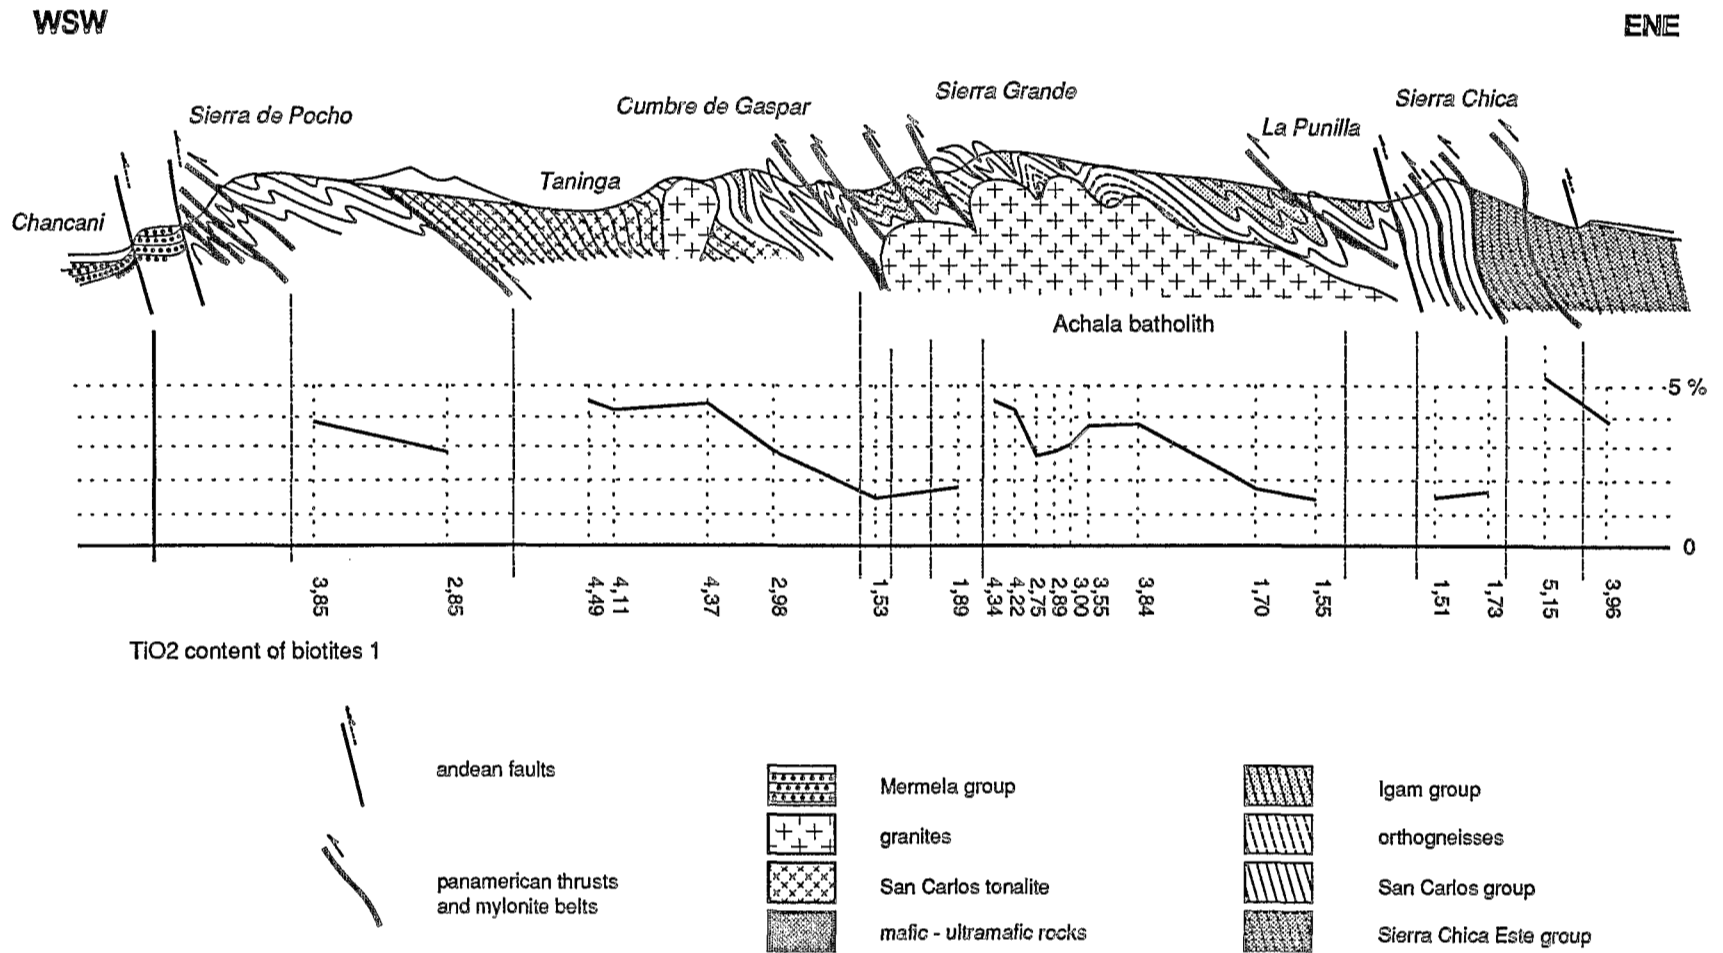 WSW
ENE
Sierra de Pocho
Cumbre de Gaspar
Sierra Grande
Sierra Chica
La Punilla
Taninga
Chancani
Achala batholith
5 %
0
3,85
2,85
4,49
4,11
4,37
2,98
1,53
1,89
4,34
4,22
2,75
2,89
3,00
3,55
3,84
1,70
1,55
1,51
1,73
5,15
3,96
TiO2 content of biotites 1
andean faults
panamerican thrusts
and mylonite belts
Mermela group
granites
San Carlos tonalite
mafic - ultramafic rocks
Igam group
orthogneisses
San Carlos group
Sierra Chica Este group